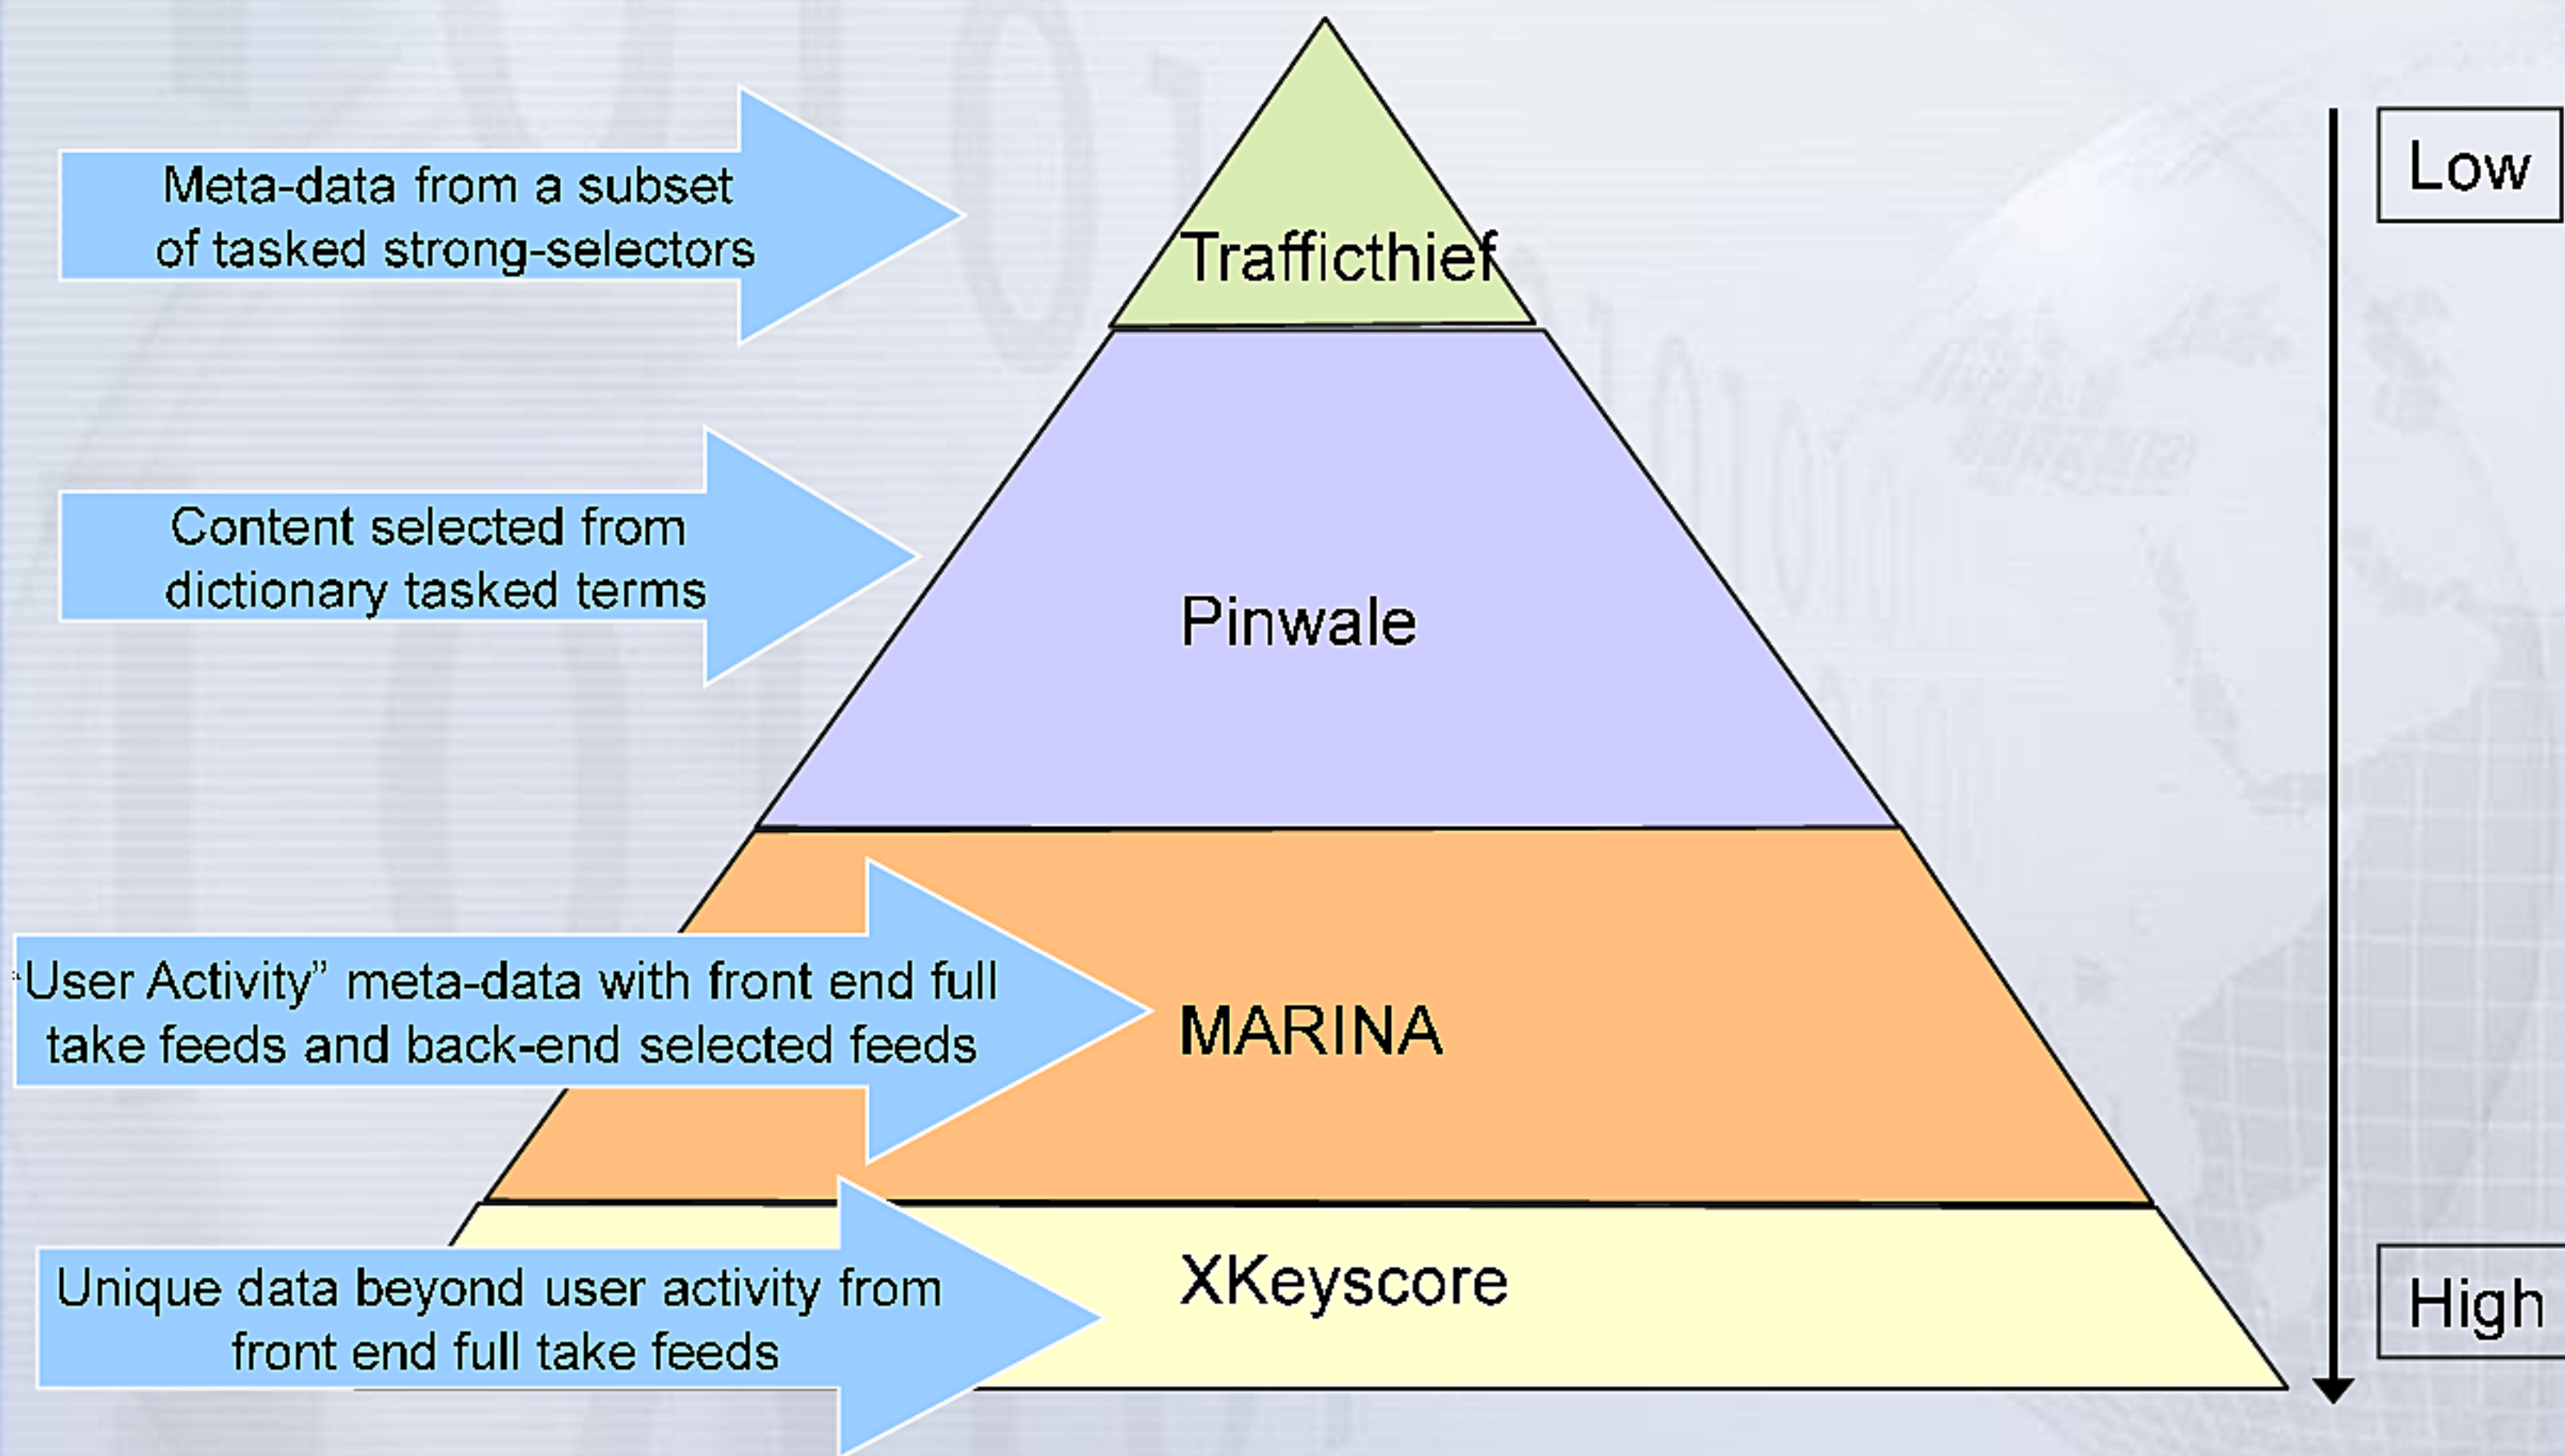 Meta-data from a subset
of tasked strong-selectors
Trafficthief
Low
Content selected from
dictionary tasked terms
Pinwale
“User Activity” meta-data with front end full
take feeds and back-end selected feeds
MARINA
Unique data beyond user activity from
front end full take feeds
XKeyscore
High